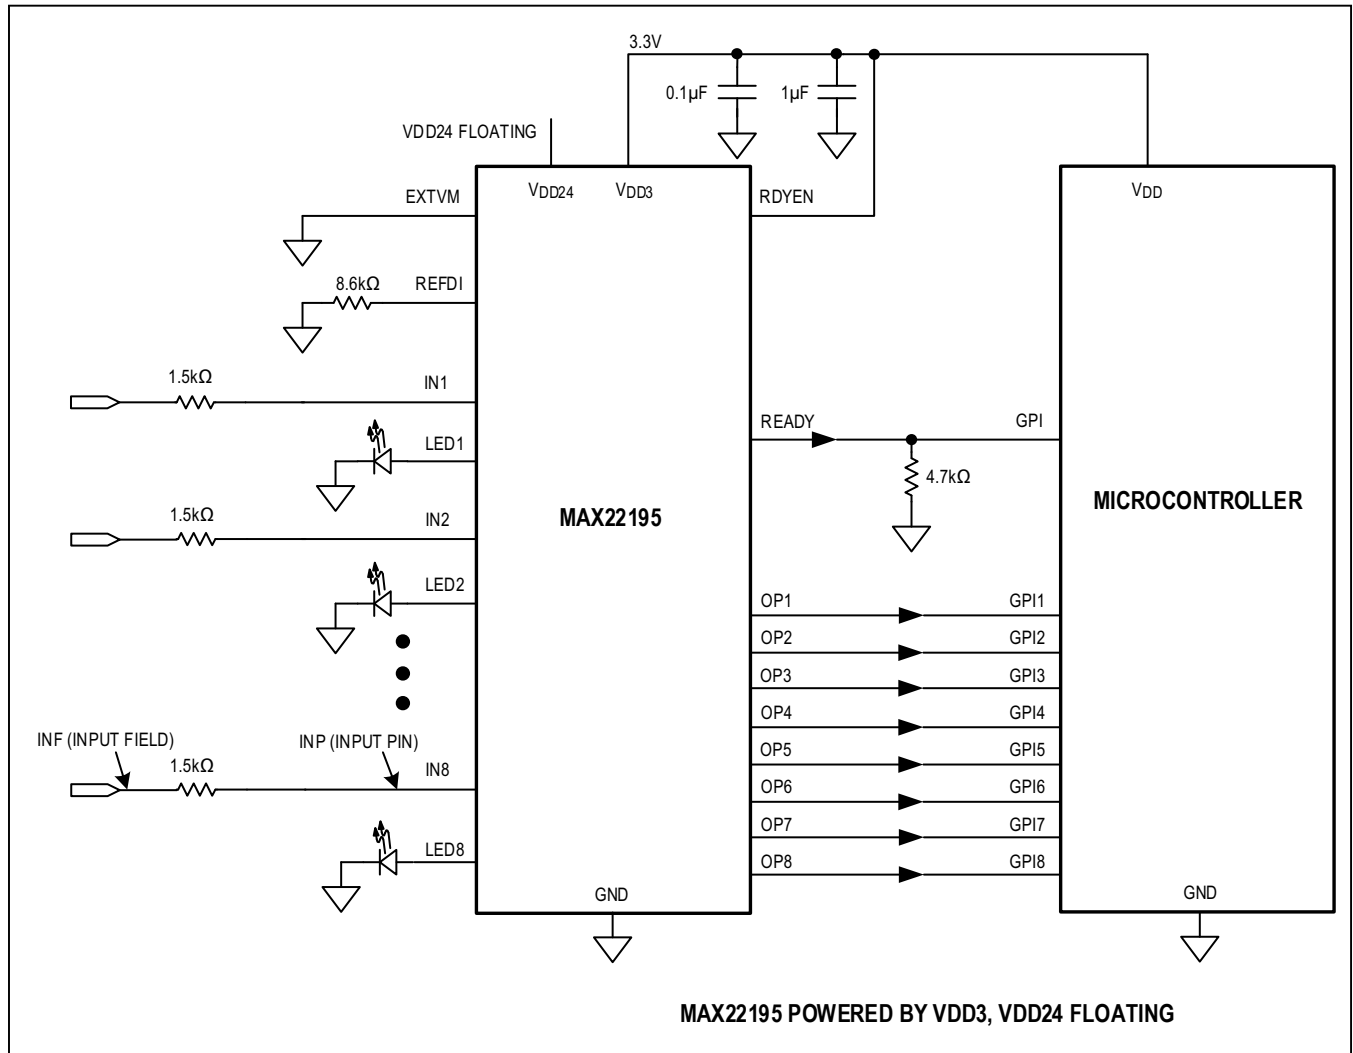 3.3V
0.1µF
1µF
VDD24 FLOATING
EXTVM
VDD24
VDD3
RDYEN
VDD
8.6kΩ
REFDI
1.5kΩ
IN1
LED1
READY
GPI
4.7kΩ
1.5kΩ
IN2
MAX22195
MICROCONTROLLER
LED2
OP1
GPI1
OP2
GPI2
OP3
GPI3
OP4
GPI4
INF (INPUT FIELD)
INP (INPUT PIN)
1.5kΩ
IN8
OP5
GPI5
OP6
GPI6
OP7
GPI7
LED8
OP8
GPI8
GND
GND
MAX22195 POWERED BY VDD3, VDD24 FLOATING